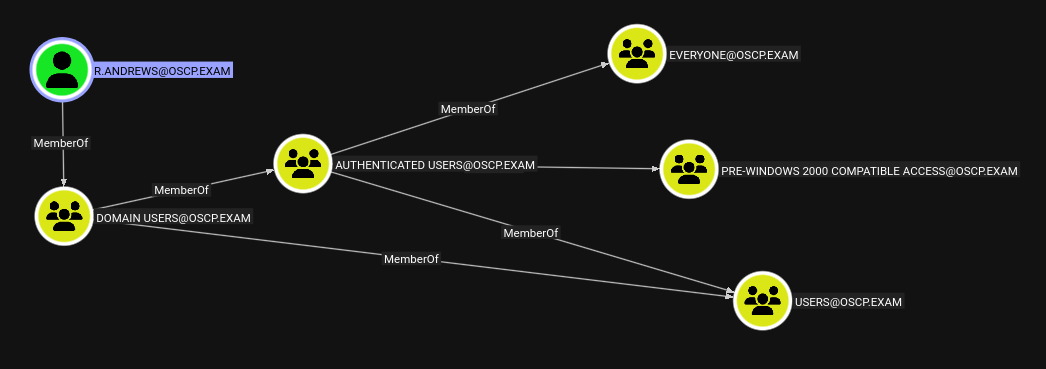 EVERYONE@OSCP.EXAM
R.ANDREWS@OSCP.EXAM
MemberOf
MemberOf
AUTHENTICATED USERS@OSCP.EXAM
PRE-WINDOWS 2000 COMPATIBLE ACCESS@OSCP.EXAM
MemberOf
DOMAIN USERS@OSCP.EXAM
MemberOf
MemberOf
USERS@OSCP.EXAM